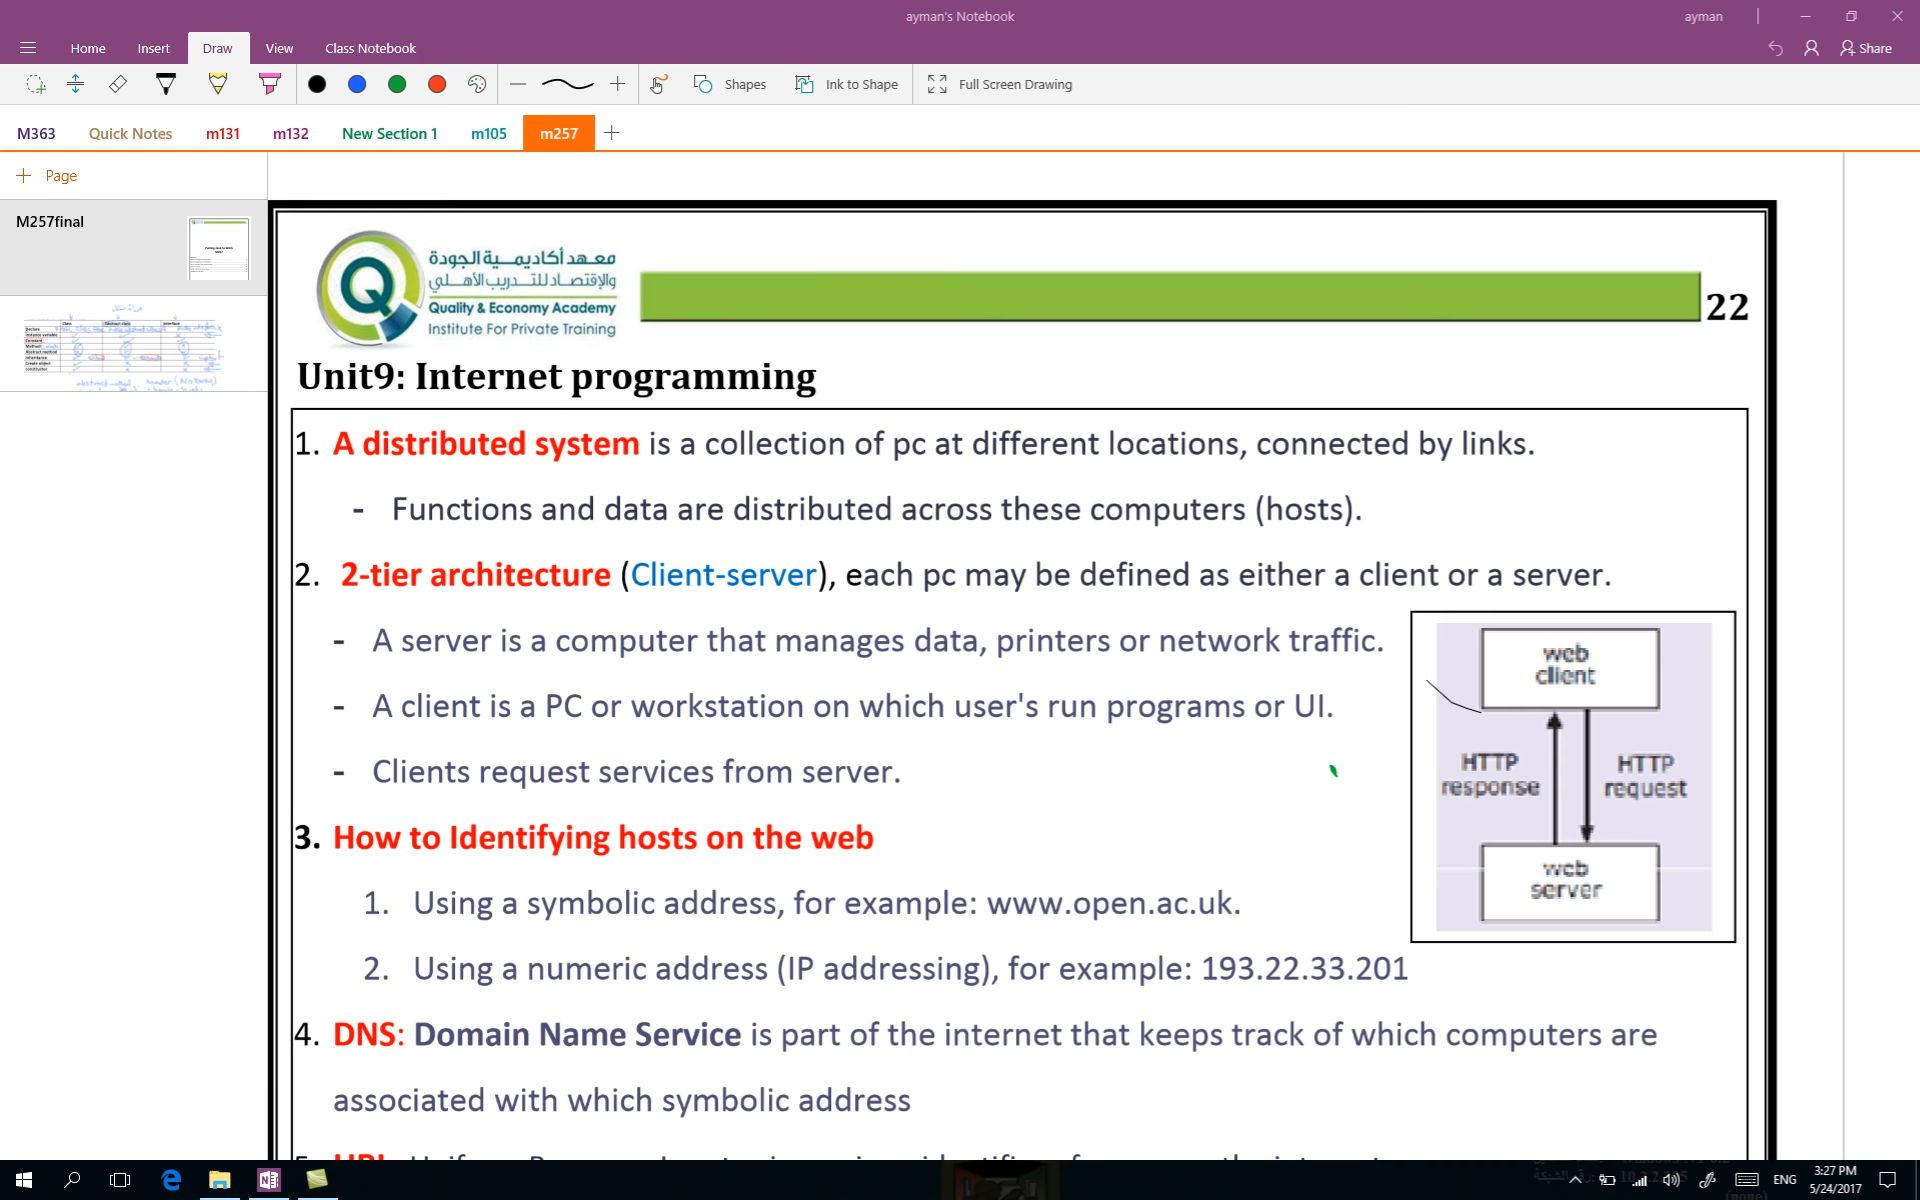 ayman's Notebook
ayman
Home Insert Draw View Class Notebook
Share
Shapes Ink to Shape Full Screen Drawing
M363 Quick Notes m131 m132 New Section 1 m105 m257
Page
M257final
معهد أكاديمية الجودة
والإقتصاد للتدريب الأهلي
Quality & Economy Academy
Institute For Private Training
22
Unit9: Internet programming
1. A distributed system is a collection of pc at different locations, connected by links.
- Functions and data are distributed across these computers (hosts).
2. 2-tier architecture (Client-server), each pc may be defined as either a client or a server.
- A server is a computer that manages data, printers or network traffic.
- A client is a PC or workstation on which user's run programs or UI.
- Clients request services from server.
web
client
HTTP
response
HTTP
request
web
server
3. How to Identifying hosts on the web
1. Using a symbolic address, for example: www.open.ac.uk.
2. Using a numeric address (IP addressing), for example: 193.22.33.201
4. DNS: Domain Name Service is part of the internet that keeps track of which computers are
associated with which symbolic address
ENG
3:27 PM
5/24/2017